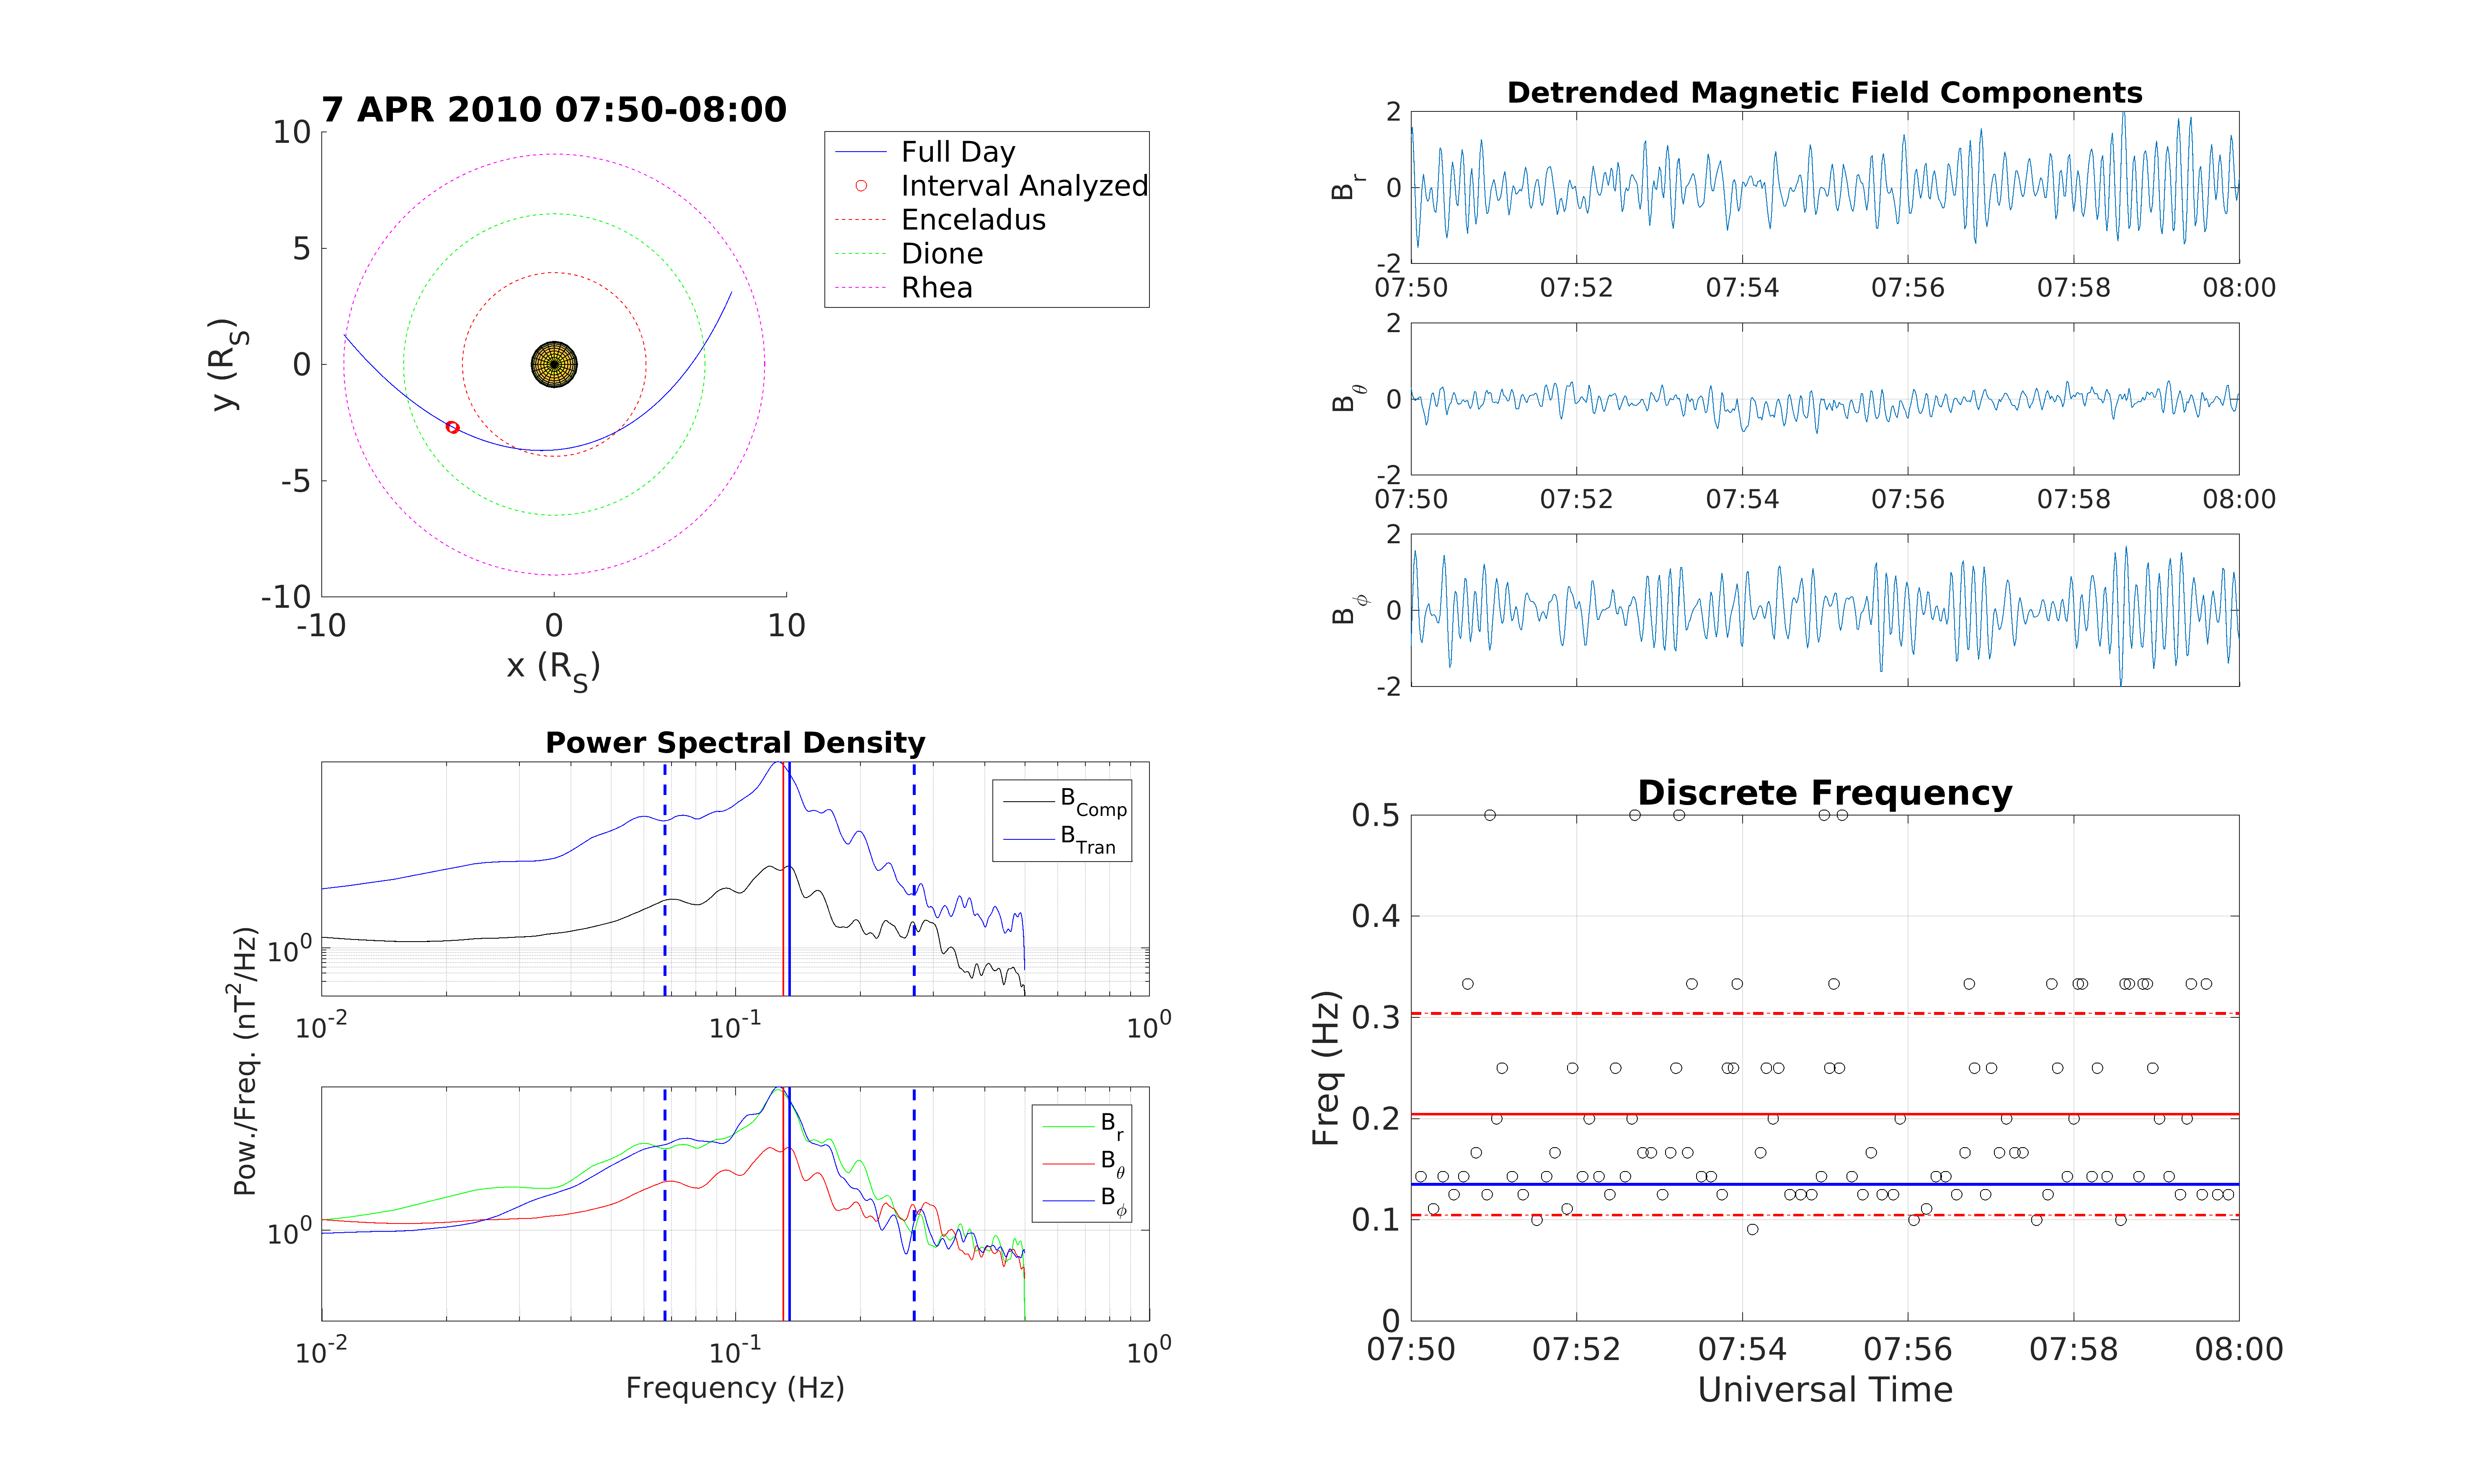 7 APR 2010 07:50-08:00
10
5
0
-5
-10
-10
0
10
y (R_S)
x (R_S)
Full Day
Interval Analyzed
Enceladus
Dione
Rhea
Detrended Magnetic Field Components
2
0
-2
B_r
07:50
07:52
07:54
07:56
07:58
08:00
2
0
-2
B_θ
07:50
07:52
07:54
07:56
07:58
08:00
2
0
-2
B_ϕ
Power Spectral Density
B_Comp
B_Tran
10^0
10^-2
10^-1
10^0
Pow./Freq. (nT^2/Hz)
B_r
B_θ
B_ϕ
10^0
10^-2
10^-1
10^0
Frequency (Hz)
Discrete Frequency
0.5
0.4
0.3
0.2
0.1
0
Freq (Hz)
07:50
07:52
07:54
07:56
07:58
08:00
Universal Time